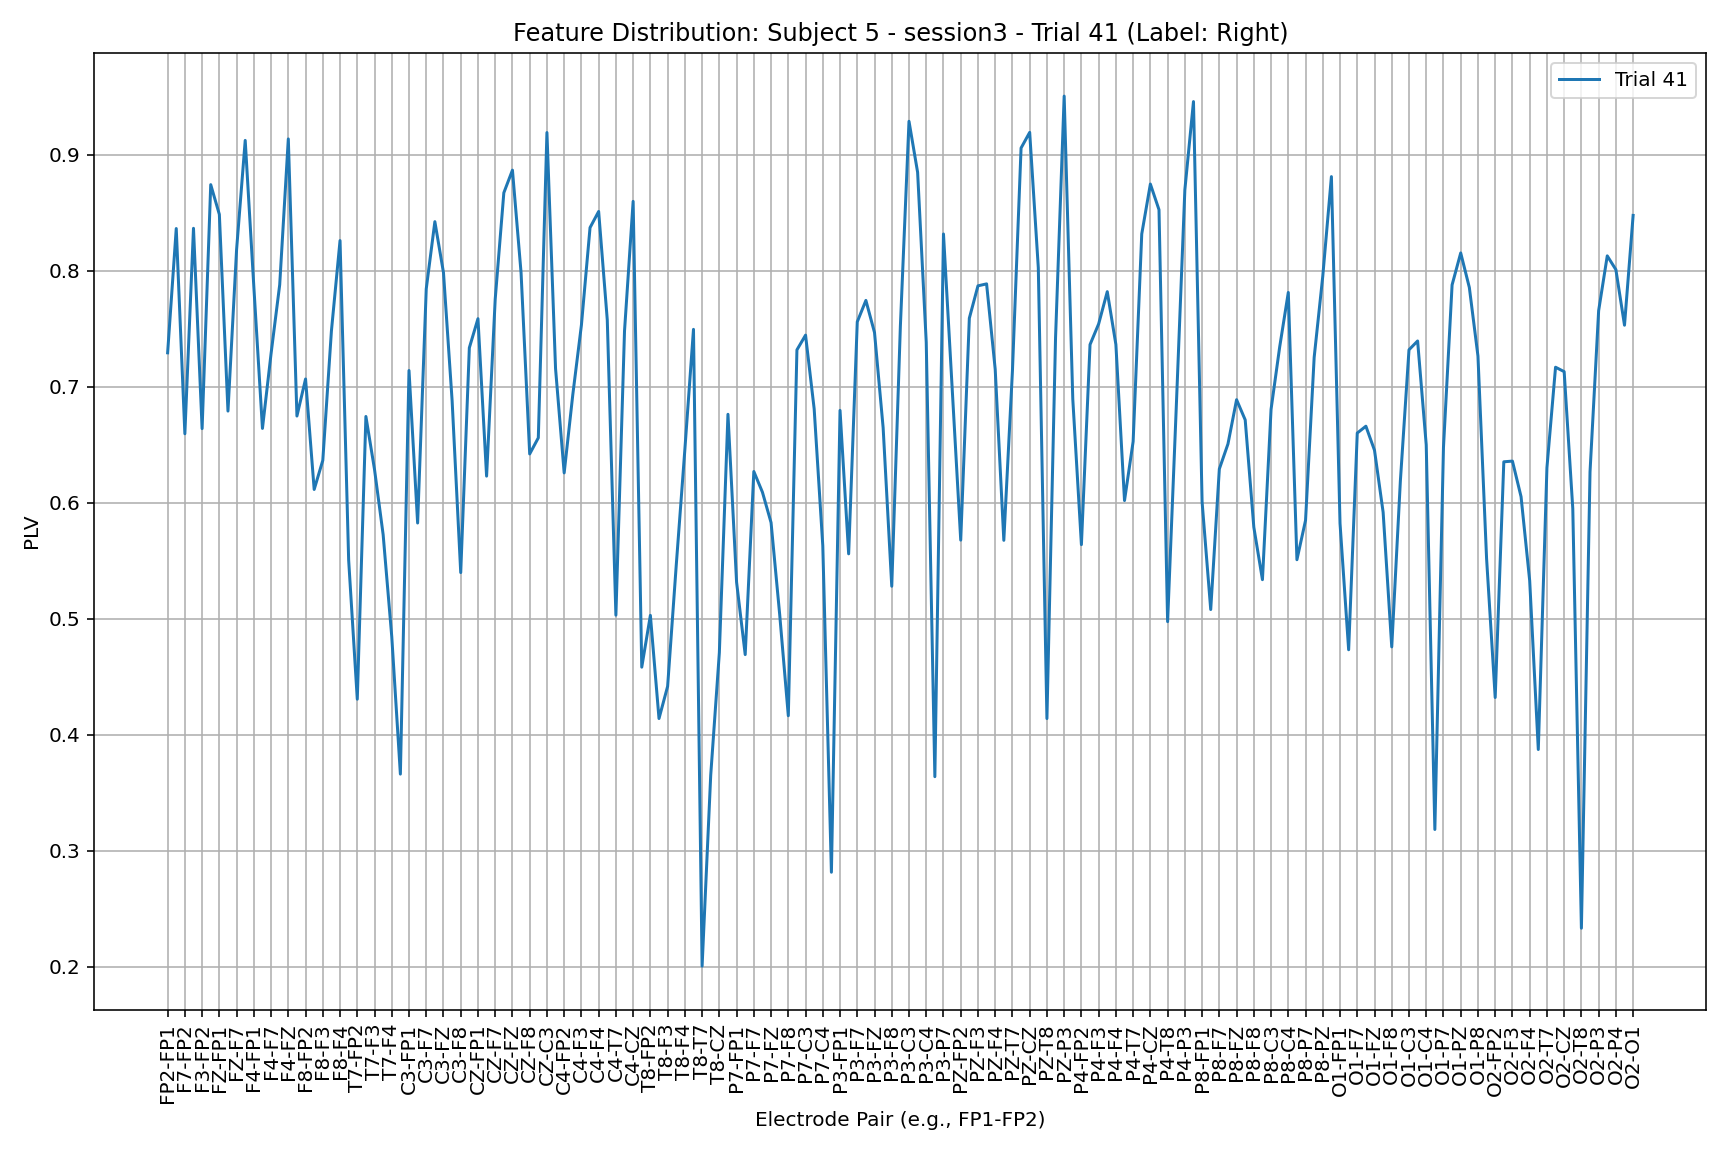 Feature Distribution: Subject 5 - session3 - Trial 41 (Label: Right)
Trial 41
PLV
0.9
0.8
0.7
0.6
0.5
0.4
0.3
0.2
FP2-FP1
F7-FP2
F3-FP2
FZ-FP1
FZ-F7
F4-FP1
F4-F7
F4-FZ
F8-FP2
F8-F3
F8-F4
T7-FP2
T7-F3
T7-F4
C3-FP1
C3-F7
C3-FZ
C3-F8
CZ-FP1
CZ-F7
CZ-FZ
CZ-F8
CZ-C3
C4-FP2
C4-F3
C4-F4
C4-T7
C4-CZ
T8-FP2
T8-F3
T8-F4
T8-T7
T8-CZ
P7-FP1
P7-F7
P7-FZ
P7-F8
P7-C3
P7-C4
P3-FP1
P3-F7
P3-FZ
P3-F8
P3-C3
P3-C4
P3-P7
PZ-FP2
PZ-F3
PZ-F4
PZ-T7
PZ-CZ
PZ-T8
PZ-P3
P4-FP2
P4-F3
P4-F4
P4-T7
P4-CZ
P4-T8
P4-P3
P8-FP1
P8-F7
P8-FZ
P8-F8
P8-C3
P8-C4
P8-P7
P8-PZ
O1-FP1
O1-F7
O1-FZ
O1-F8
O1-C3
O1-C4
O1-P7
O1-PZ
O1-P8
O2-FP2
O2-F3
O2-F4
O2-T7
O2-CZ
O2-T8
O2-P3
O2-P4
O2-O1
Electrode Pair (e.g., FP1-FP2)